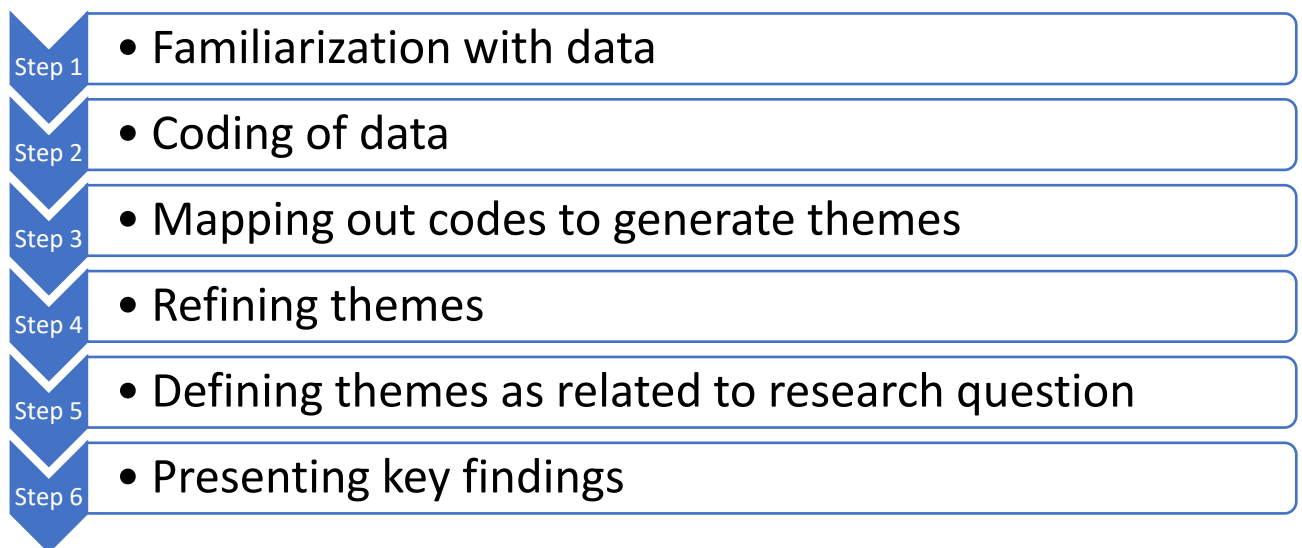 Step 1
• Familiarization with data
Step 2
• Coding of data
Step 3
• Mapping out codes to generate themes
Step 4
• Refining themes
Step 5
• Defining themes as related to research question
Step 6
• Presenting key findings